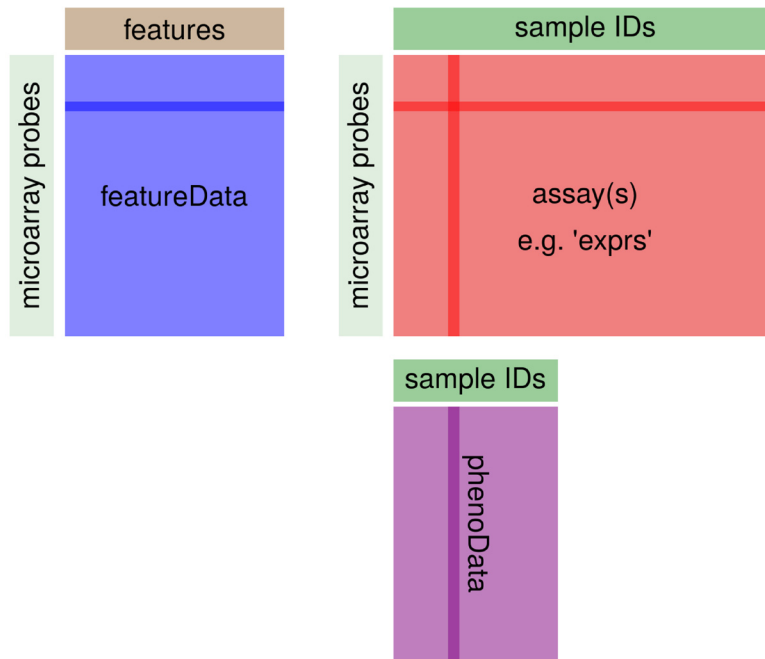 features
sample IDs
microarray probes
featureData
microarray probes
assay(s)
e.g. 'exprs'
sample IDs
phenoData